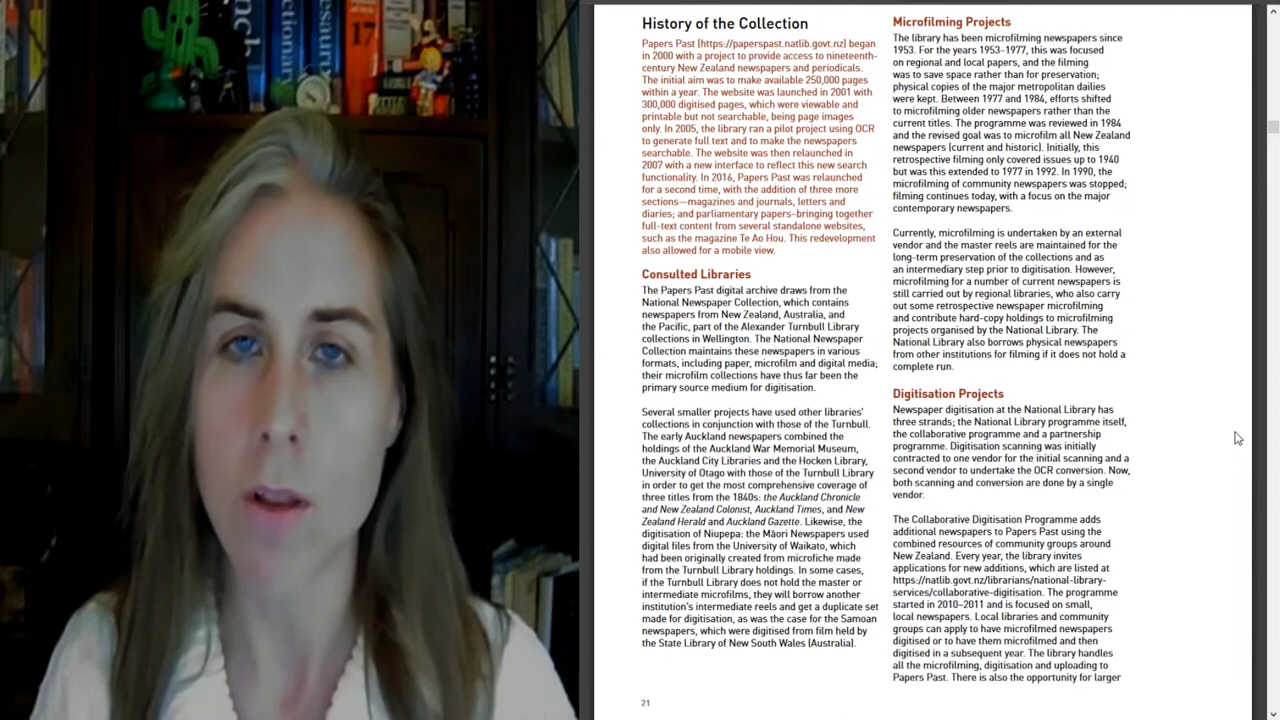 History of the Collection
Papers Past (https://paperspast.natlib.govt.nz) began
in 2000 with a project to provide access to nineteenth-
century New Zealand newspapers and periodicals.
The initial aim was to make available 250,000 pages
within a year. The website was launched in 2001 with
300,000 digitised pages, which were viewable and
printable but not searchable, being page images
only. In 2005, the library ran a pilot project using OCR
to generate full text and to make the newspapers
searchable. The website was then relaunched in
2007 with a new interface to reflect this new search
functionality. In 2016, Papers Past was relaunched
for a second time, with the addition of three more
sections—magazines and journals, letters and
diaries; and parliamentary papers–bringing together
full-text content from several standalone websites,
such as the magazine Te Ao Hou. This redevelopment
also allowed for a mobile view.
Consulted Libraries
The Papers Past digital archive draws from the
National Newspaper Collection, which contains
newspapers from New Zealand, Australia, and
the Pacific, part of the Alexander Turnbull Library
collections in Wellington. The National Newspaper
Collection maintains these newspapers in various
formats, including paper, microfilm and digital media;
their microfilm collections have thus far been the
primary source medium for digitisation.
Several smaller projects have used other libraries'
collections in conjunction with those of the Turnbull.
The early Auckland newspapers combined the
holdings of the Auckland War Memorial Museum,
the Auckland City Libraries and the Hocken Library,
University of Otago with those of the Turnbull Library
in order to get the most comprehensive coverage of
three titles from the 1840s: the Auckland Chronicle
and New Zealand Colonist, Auckland Times, and New
Zealand Herald and Auckland Gazette. Likewise, the
digitisation of Niupepa: the Māori Newspapers used
digital files from the University of Waikato, which
had been originally created from microfiche made
from the Turnbull Library holdings. In some cases,
if the Turnbull Library does not hold the master or
intermediate microfilms, they will borrow another
institution's intermediate reels and get a duplicate set
made for digitisation, as was the case for the Samoan
newspapers, which were digitised from film held by
the State Library of New South Wales (Australia).
21
Microfilming Projects
The library has been microfilming newspapers since
1953. For the years 1953–1977, this was focused
on regional and local papers, and the filming
was to save space rather than for preservation;
physical copies of the major metropolitan dailies
were kept. Between 1977 and 1984, efforts shifted
to microfilming older newspapers rather than the
current titles. The programme was reviewed in 1984
and the revised goal was to microfilm all New Zealand
newspapers (current and historic). Initially, this
retrospective filming only covered issues up to 1940
but was this extended to 1977 in 1992. In 1990, the
microfilming of community newspapers was stopped;
filming continues today, with a focus on the major
contemporary newspapers.
Currently, microfilming is undertaken by an external
vendor and the master reels are maintained for the
long-term preservation of the collections and as
an intermediary step prior to digitisation. However,
microfilming for a number of current newspapers is
still carried out by regional libraries, who also carry
out some retrospective newspaper microfilming
and contribute hard-copy holdings to microfilming
projects organised by the National Library. The
National Library also borrows physical newspapers
from other institutions for filming if it does not hold a
complete run.
Digitisation Projects
Newspaper digitisation at the National Library has
three strands; the National Library programme itself,
the collaborative programme and a partnership
programme. Digitisation scanning was initially
contracted to one vendor for the initial scanning and a
second vendor to undertake the OCR conversion. Now,
both scanning and conversion are done by a single
vendor.
The Collaborative Digitisation Programme adds
additional newspapers to Papers Past using the
combined resources of community groups around
New Zealand. Every year, the library invites
applications for new additions, which are listed at
https://natlib.govt.nz/librarians/national-library-
services/collaborative-digitisation. The programme
started in 2010–2011 and is focused on small,
local newspapers. Local libraries and community
groups can apply to have microfilmed newspapers
digitised or to have them microfilmed and then
digitised in a subsequent year. The library handles
all the microfilming, digitisation and uploading to
Papers Past. There is also the opportunity for larger